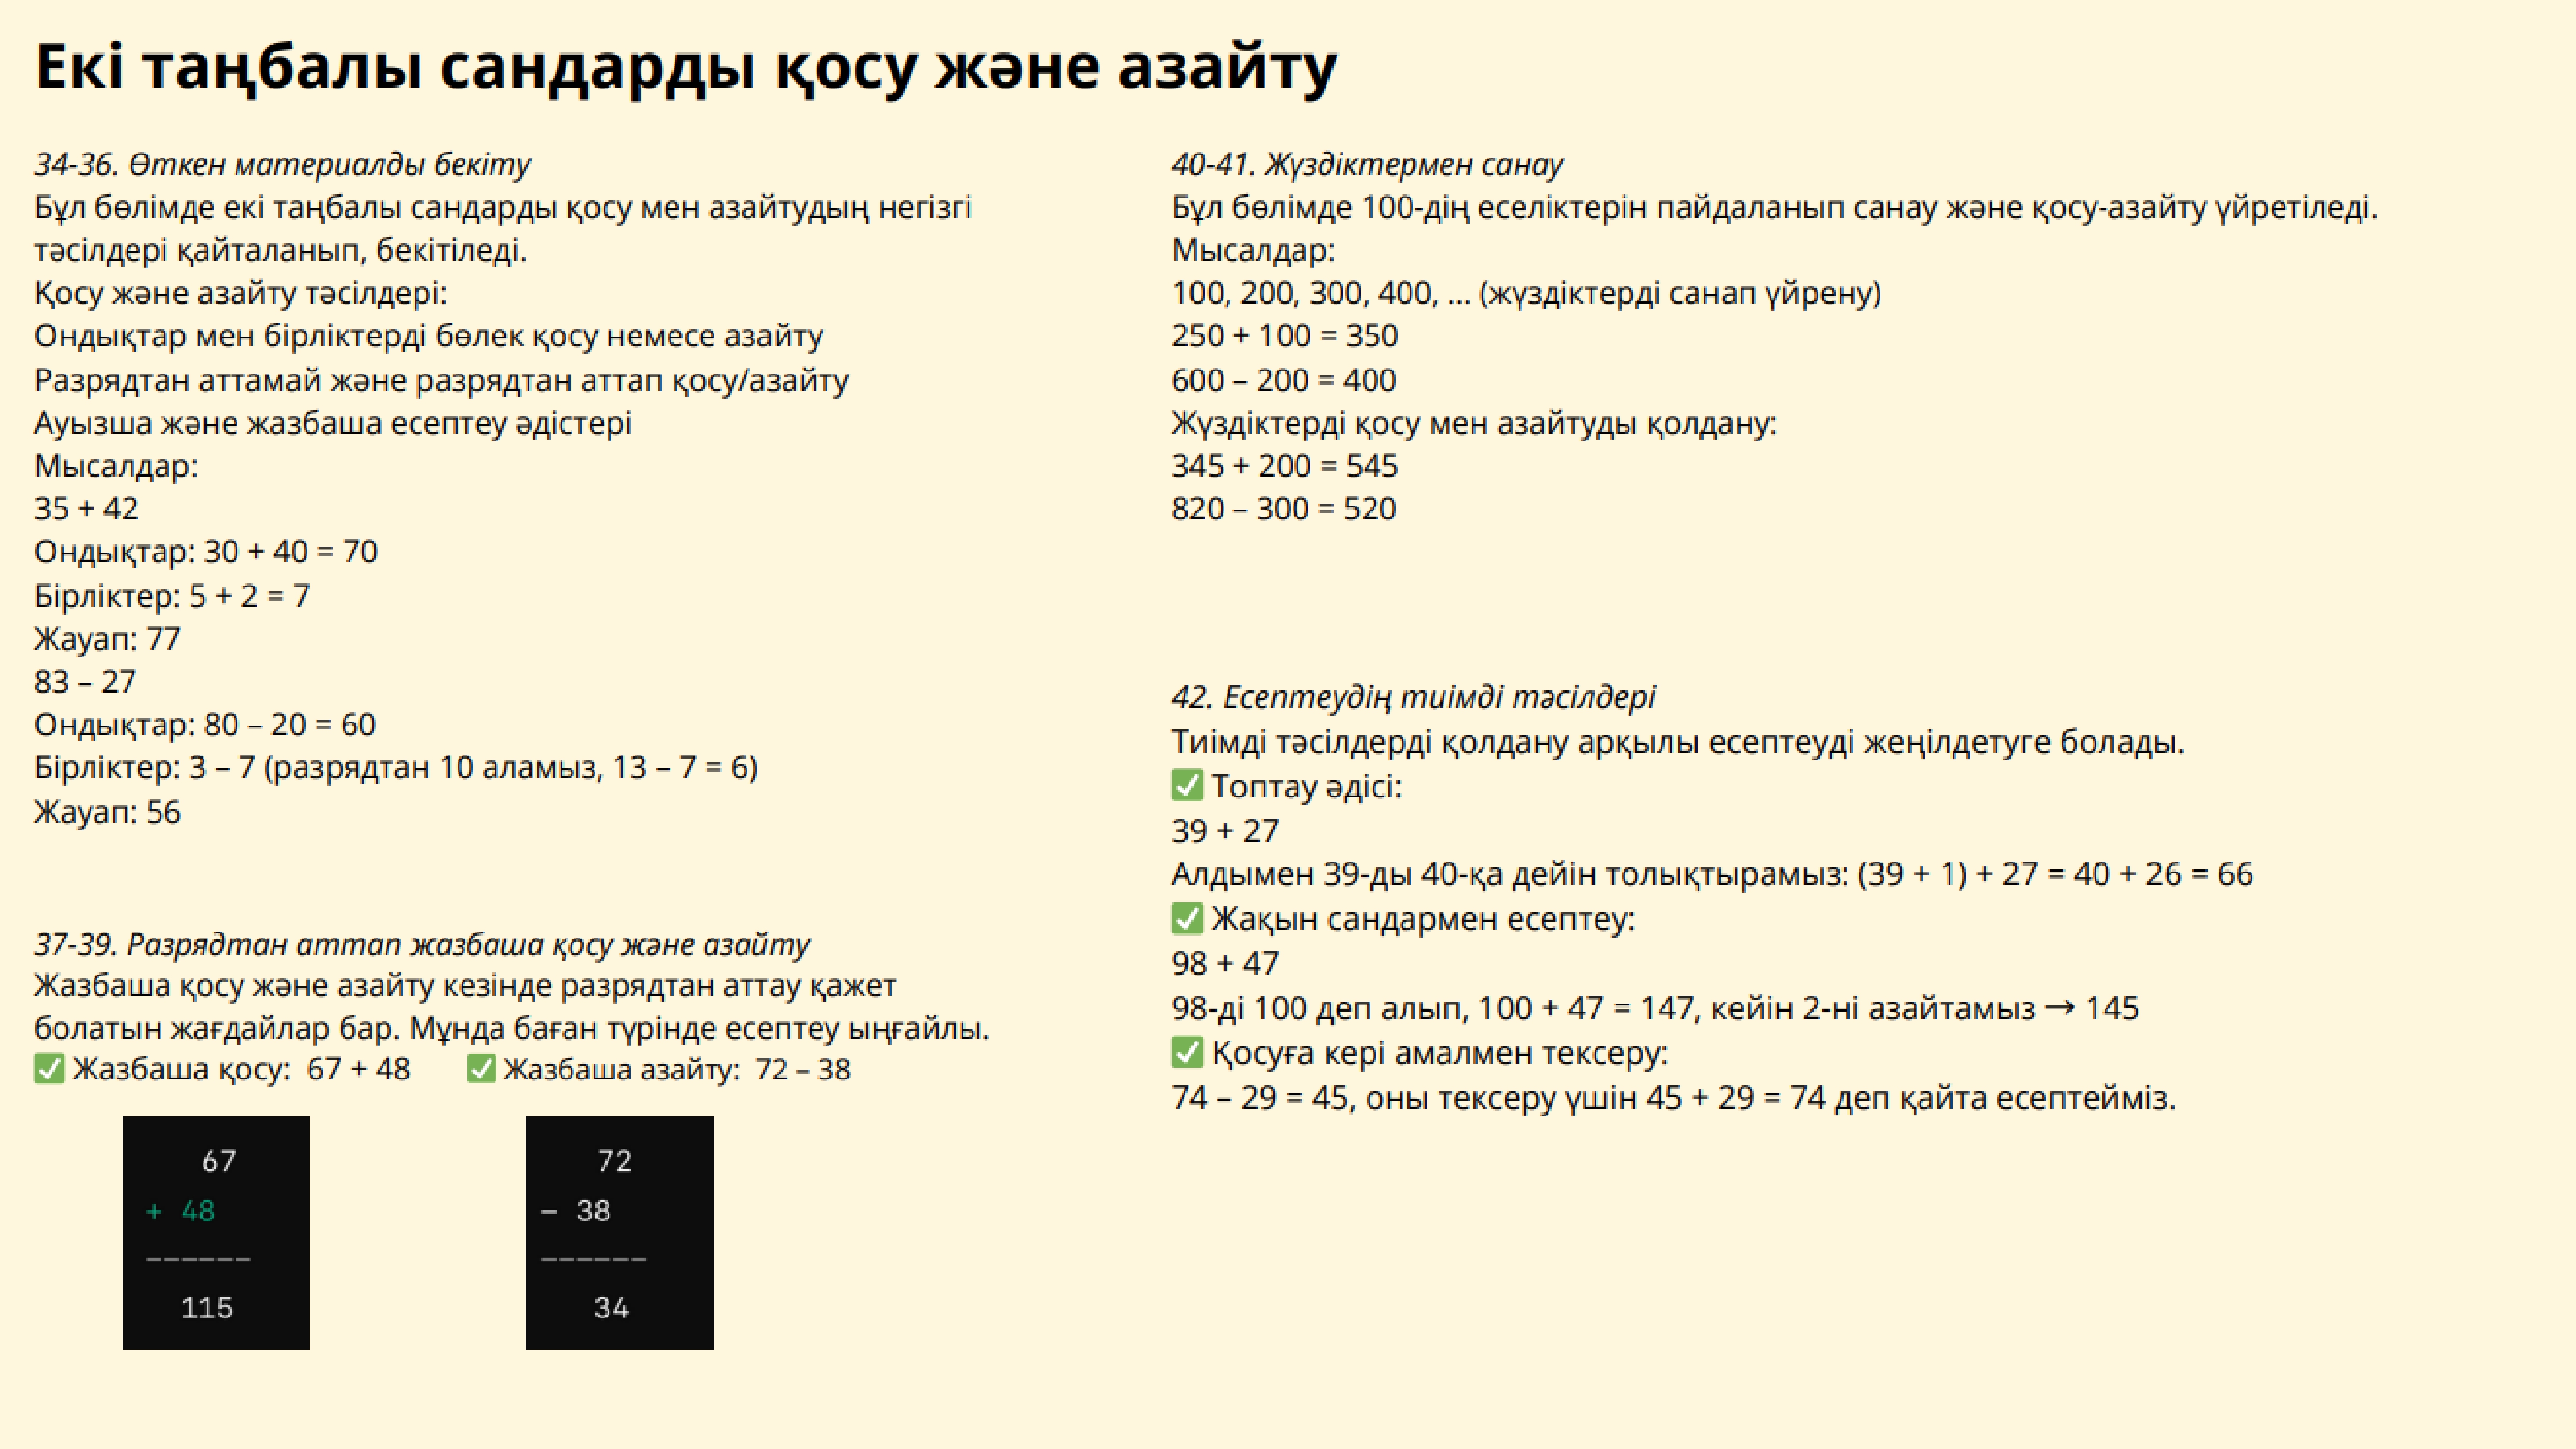 Екі таңбалы сандарды қосу және азайту
34-36. Өткен материалды бекіту
Бұл бөлімде екі таңбалы сандарды қосу мен азайтудың негізгі
тәсілдері қайталанып, бекітіледі.
Қосу және азайту тәсілдері:
Ондықтар мен бірліктерді бөлек қосу немесе азайту
Разрядтан аттамай және разрядтан аттап қосу/азайту
Ауызша және жазбаша есептеу әдістері
Мысалдар:
35 + 42
Ондықтар: 30 + 40 = 70
Бірліктер: 5 + 2 = 7
Жауап: 77
83 – 27
Ондықтар: 80 – 20 = 60
Бірліктер: 3 – 7 (разрядтан 10 аламыз, 13 – 7 = 6)
Жауап: 56
37-39. Разрядтан аттап жазбаша қосу және азайту
Жазбаша қосу және азайту кезінде разрядтан аттау қажет
болатын жағдайлар бар. Мұнда баған түрінде есептеу ыңғайлы.
✅ Жазбаша қосу: 67 + 48
67
+ 48
------
115
✅ Жазбаша азайту: 72 – 38
72
– 38
------
34
40-41. Жүздіктермен санау
Бұл бөлімде 100-дің еселіктерін пайдаланып санау және қосу-азайту үйретіледі.
Мысалдар:
100, 200, 300, 400, ... (жүздіктерді санап үйрену)
250 + 100 = 350
600 – 200 = 400
Жүздіктерді қосу мен азайтуды қолдану:
345 + 200 = 545
820 – 300 = 520
42. Есептеудің тиімді тәсілдері
Тиімді тәсілдерді қолдану арқылы есептеуді жеңілдетуге болады.
✅ Топтау әдісі:
39 + 27
Алдымен 39-ды 40-қа дейін толықтырамыз: (39 + 1) + 27 = 40 + 26 = 66
✅ Жақын сандармен есептеу:
98 + 47
98-ді 100 деп алып, 100 + 47 = 147, кейін 2-ні азайтамыз → 145
✅ Қосуға кері амалмен тексеру:
74 – 29 = 45, оны тексеру үшін 45 + 29 = 74 деп қайта есептейміз.